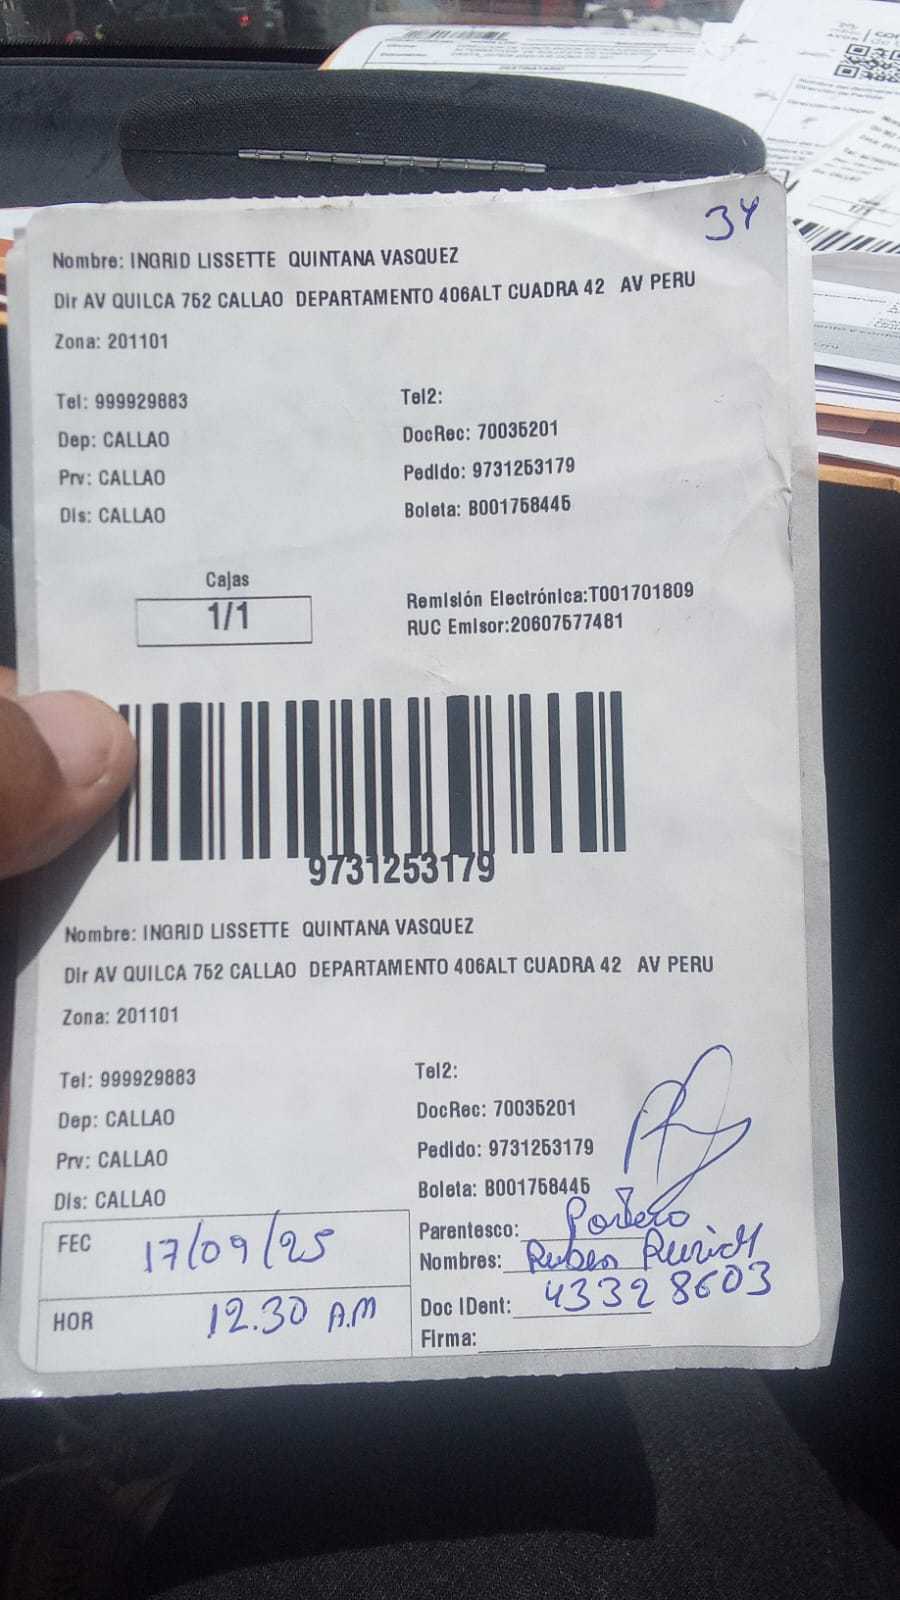 34
Nombre: INGRID LISSETTE QUINTANA VASQUEZ
Dir AV QUILCA 752 CALLAO DEPARTAMENTO 406ALT CUADRA 42 AV PERU
Zona: 201101
Tel: 999929883 Tel2:
Dep: CALLAO DocRec: 70035201
Prv: CALLAO Pedido: 9731253179
Dis: CALLAO Boleta: B001758445
Cajas
1/1
Remisión Electrónica:T001701809
RUC Emisor:20607577481
9731253179
Nombre: INGRID LISSETTE QUINTANA VASQUEZ
Dir AV QUILCA 752 CALLAO DEPARTAMENTO 406ALT CUADRA 42 AV PERU
Zona: 201101
Tel: 999929883 Tel2:
Dep: CALLAO DocRec: 70035201
Prv: CALLAO Pedido: 9731253179
Dis: CALLAO Boleta: B001758445
FEC 17/09/25
HOR 12.30 A.M
Parentesco: Portero
Nombres: Ruben
Doc IDent: 43328603
Firma: